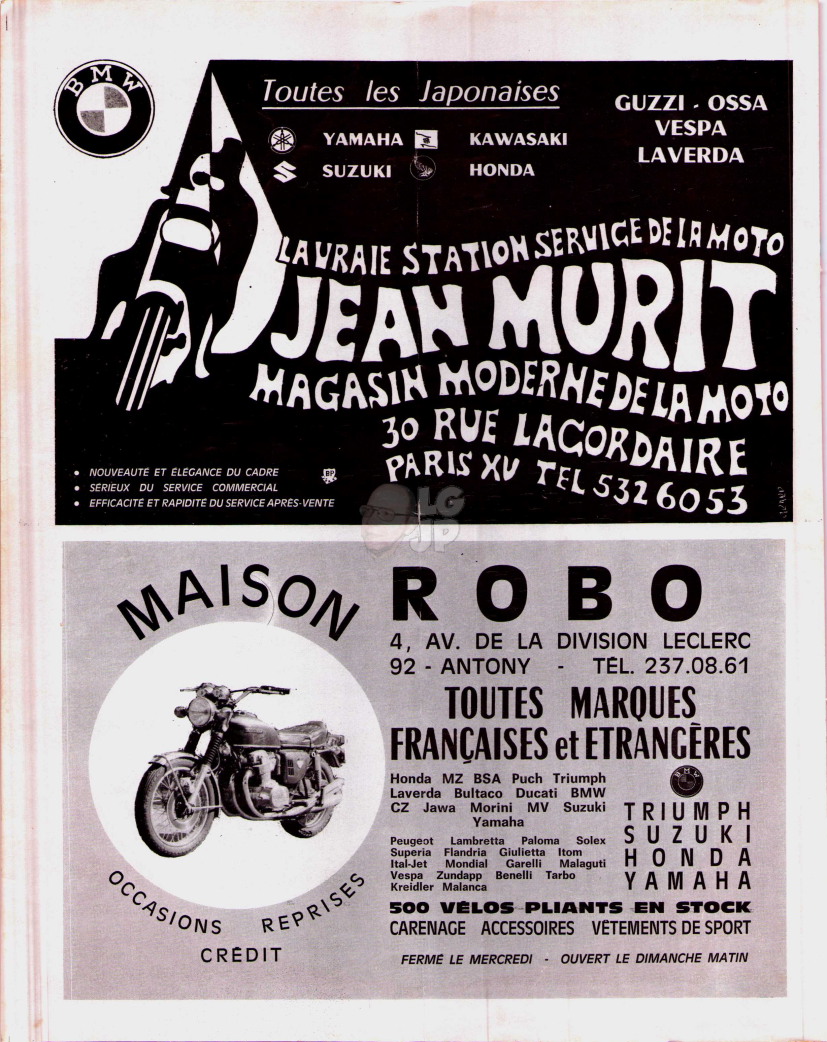 BMW
Toutes les Japonaises
YAMAHA
KAWASAKI
SUZUKI
HONDA
GUZZI - OSSA
VESPA
LAVERDA
LA VRAIE STATION SERVICE DE LA MOTO
JEAN MURIT
MAGASIN MODERNE DE LA MOTO
30 RUE LACORDAIRE
PARIS XV TEL 532 60 53
• NOUVEAUTÉ ET ÉLÉGANCE DU CADRE
• SÉRIEUX DU SERVICE COMMERCIAL
• EFFICACITÉ ET RAPIDITÉ DU SERVICE APRÈS-VENTE
BP
LG
JP
MAISON
ROBO
4, AV. DE LA DIVISION LECLERC
92 - ANTONY - TÉL. 237.08.61
TOUTES MARQUES
FRANÇAISES et ETRANGÈRES
Honda MZ BSA Puch Triumph
Laverda Bultaco Ducati BMW
CZ Jawa Morini MV Suzuki
Yamaha
Peugeot Lambretta Paloma Solex
Superia Flandria Giulietta Itom
Ital-Jet Mondial Garelli Malaguti
Vespa Zundapp Benelli Tarbo
Kreidler Malanca
BMW
TRIUMPH
SUZUKI
HONDA
YAMAHA
500 VÉLOS PLIANTS EN STOCK
CARENAGE ACCESSOIRES VÊTEMENTS DE SPORT
FERMÉ LE MERCREDI - OUVERT LE DIMANCHE MATIN
OCCASIONS REPRISES
CRÉDIT